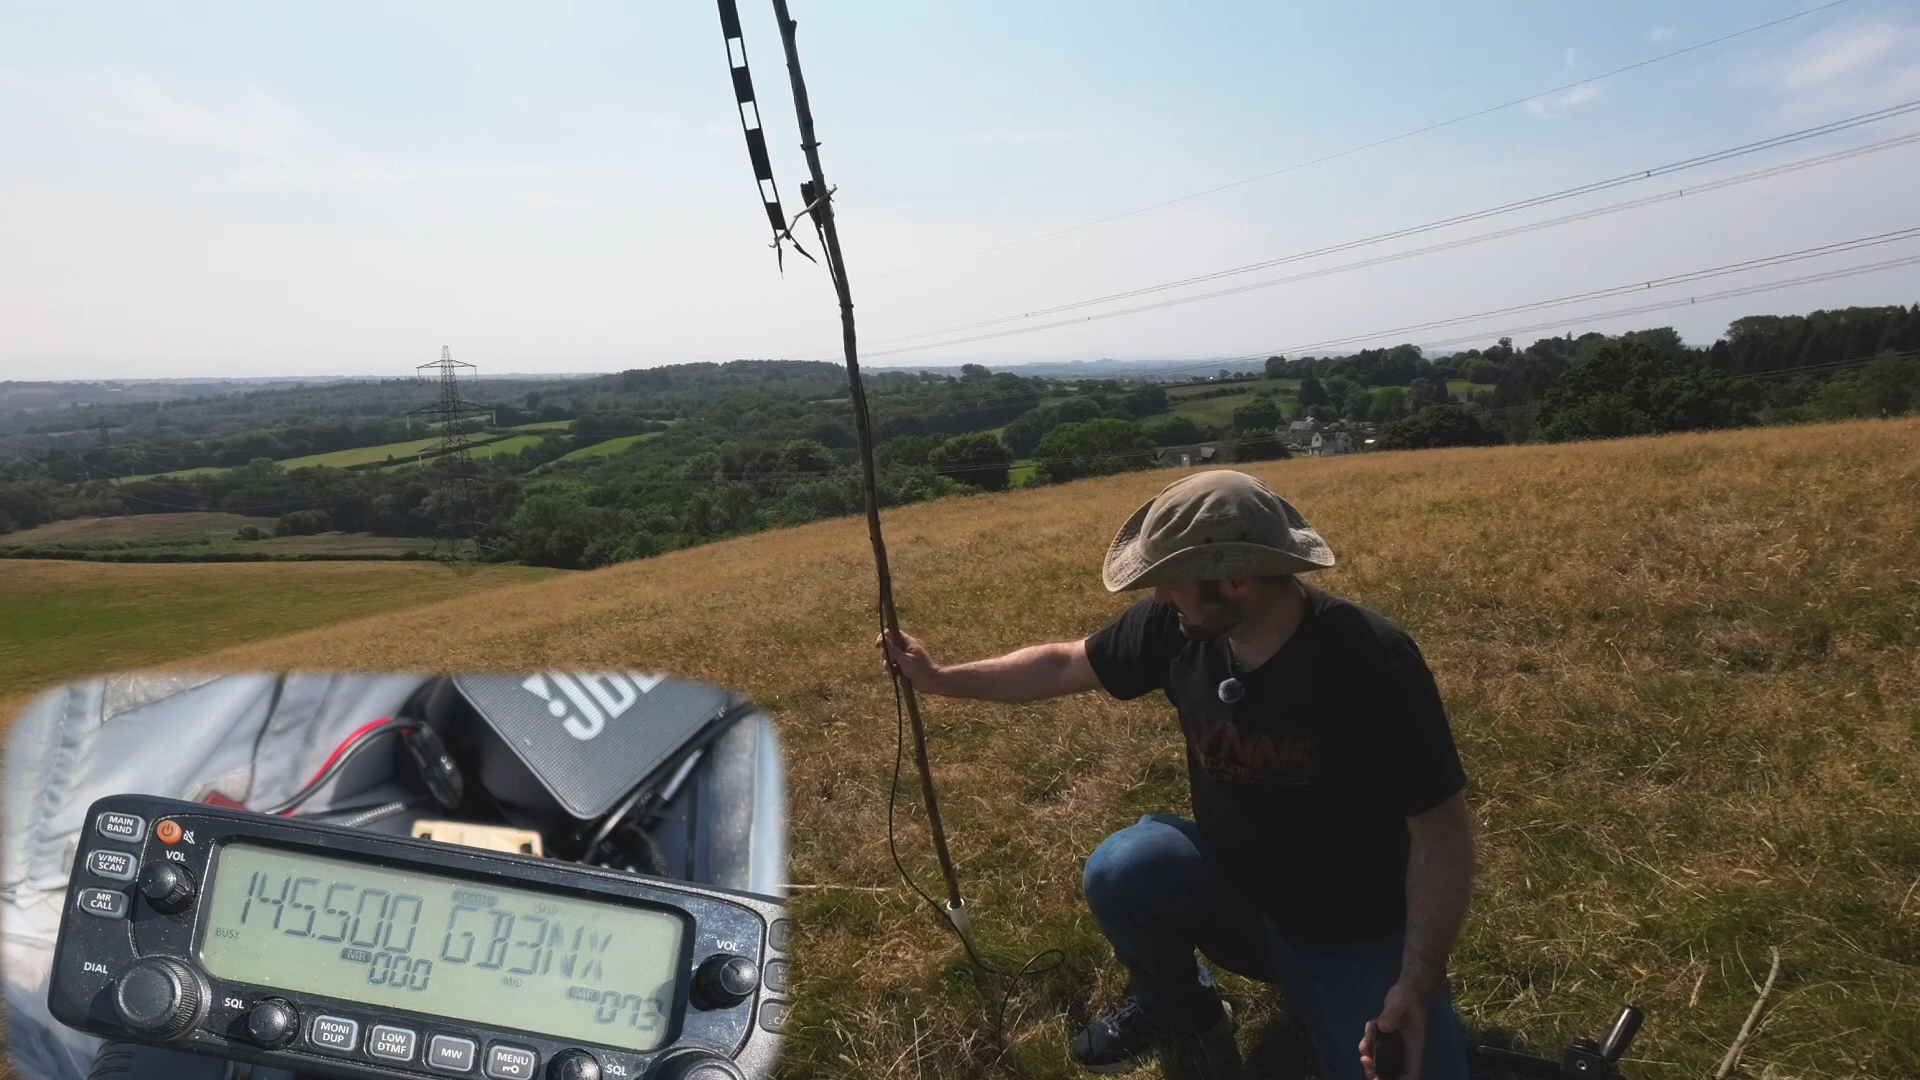 JBL
MAIN
BAND
VOL
V/MHz
SCAN
MR
CALL
145.500 GB3NX
BUSY
MR
000
MID
073
DIAL
SQL
VOL
MONI
DUP
LOW
DTMF
MW
MENU
SQL